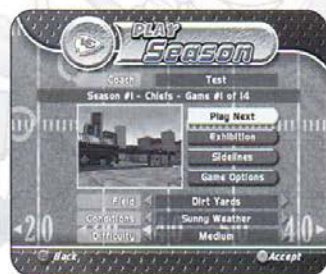 PLAY
Season
Coach Test
Season #1 - Chiefs - Game #1 of 14
Play Next
Exhibition
Sidelines
Game Options
Field Dirt Yards
Conditions Sunny Weather
Difficulty Medium
20 40
Back Accept